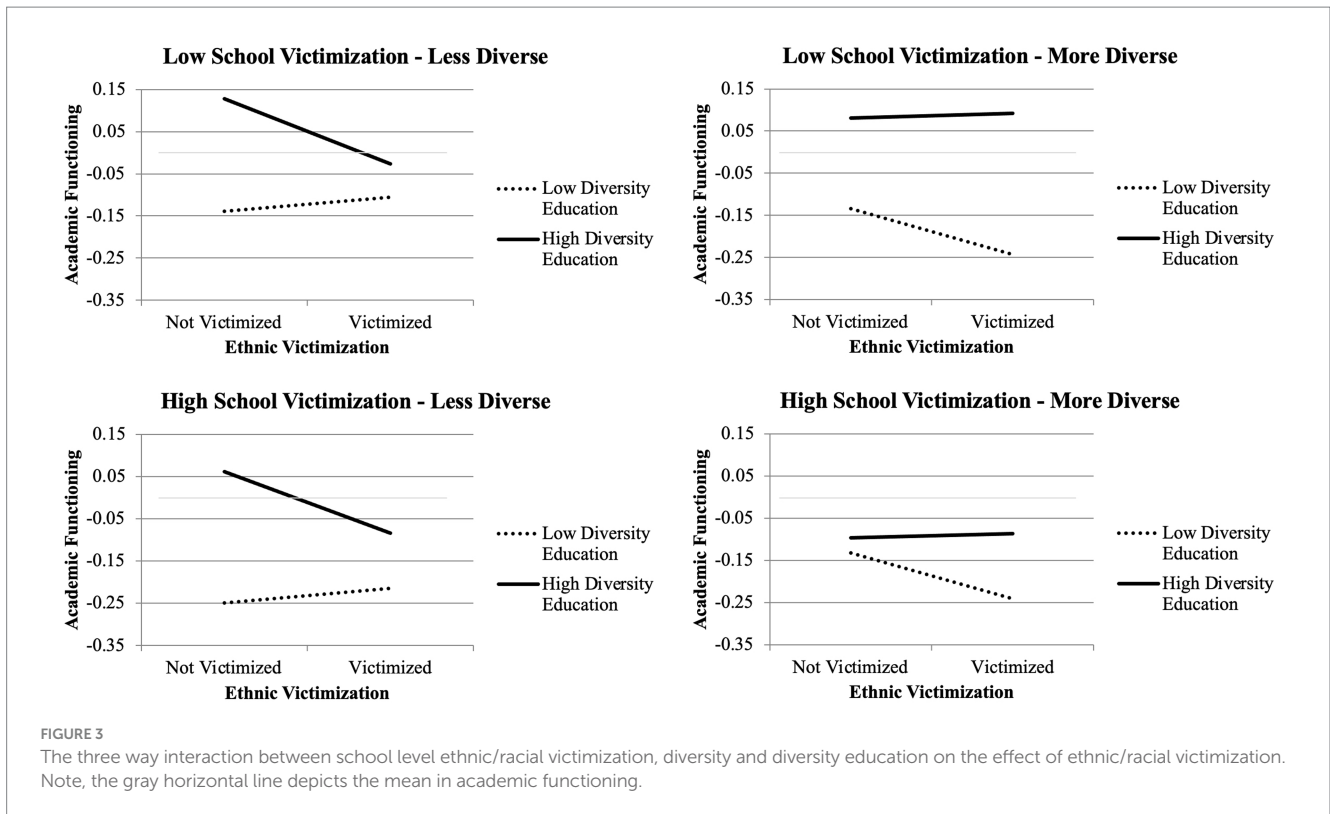 Low School Victimization - Less Diverse
0.15
0.05
-0.05
-0.15
-0.25
-0.35
Academic Functioning
Not Victimized
Victimized
Ethnic Victimization
Low Diversity
Education
High Diversity
Education
Low School Victimization - More Diverse
0.15
0.05
-0.05
-0.15
-0.25
-0.35
Academic Functioning
Not Victimized
Victimized
Ethnic Victimization
Low Diversity
Education
High Diversity
Education
High School Victimization - Less Diverse
0.15
0.05
-0.05
-0.15
-0.25
-0.35
Academic Functioning
Not Victimized
Victimized
Ethnic Victimization
Low Diversity
Education
High Diversity
Education
High School Victimization - More Diverse
0.15
0.05
-0.05
-0.15
-0.25
-0.35
Academic Functioning
Not Victimized
Victimized
Ethnic Victimization
Low Diversity
Education
High Diversity
Education
FIGURE 3
The three way interaction between school level ethnic/racial victimization, diversity and diversity education on the effect of ethnic/racial victimization.
Note, the gray horizontal line depicts the mean in academic functioning.